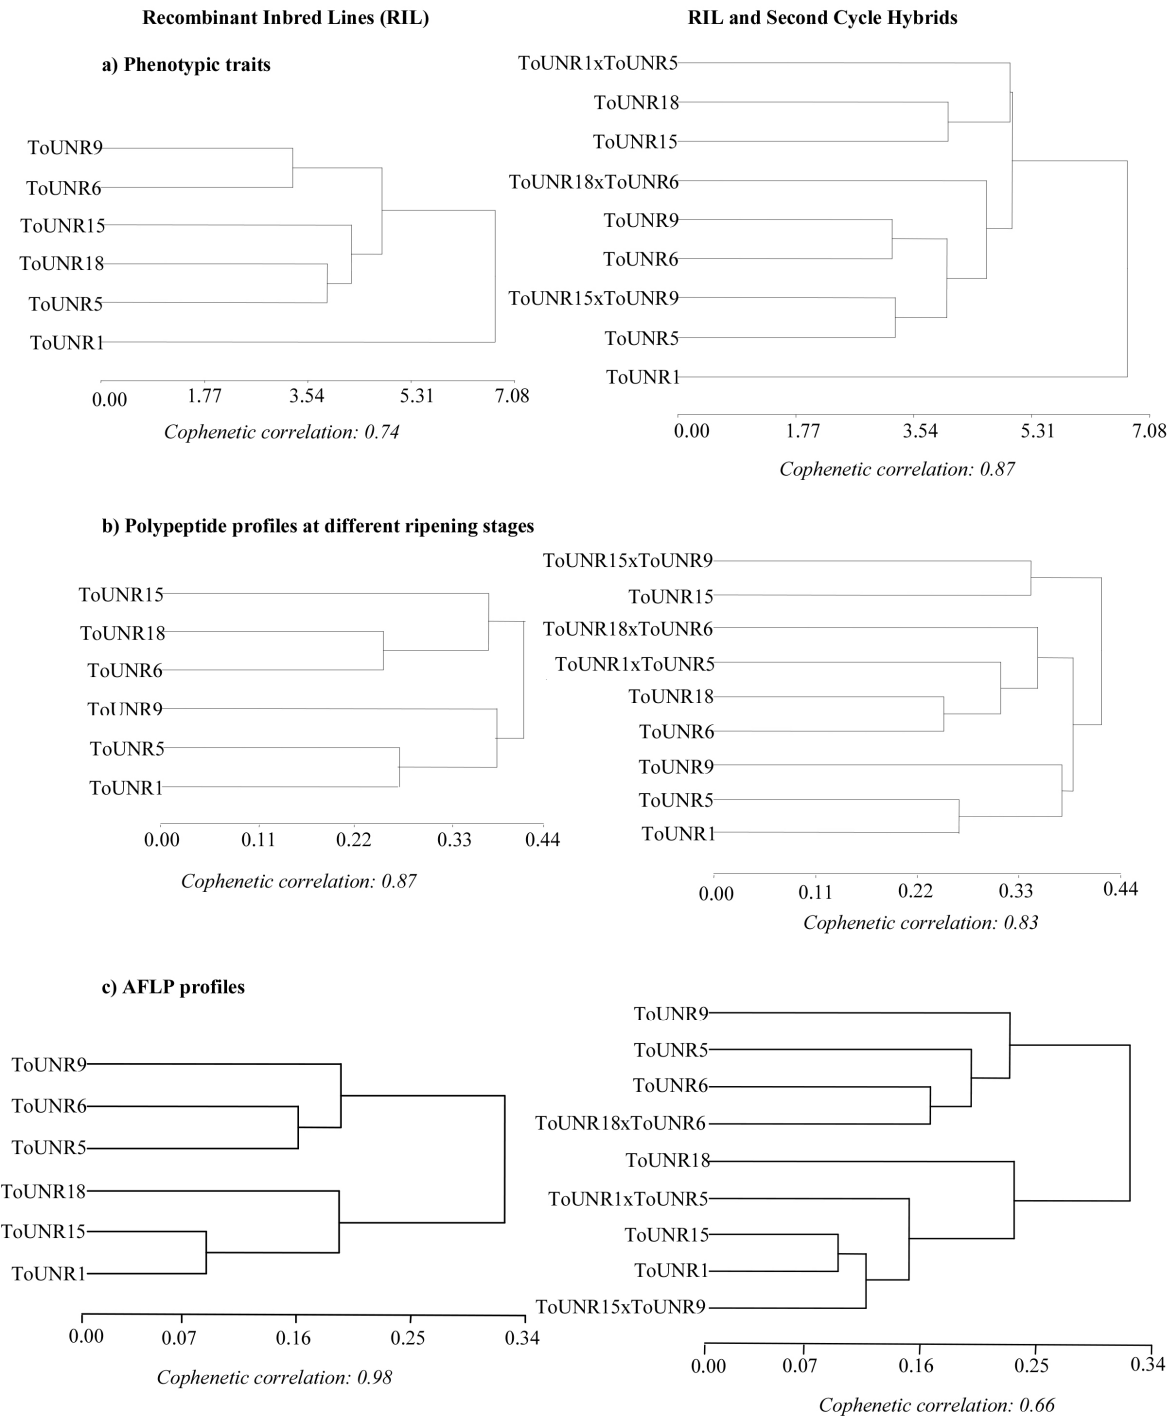 Recombinant Inbred Lines (RIL)
RIL and Second Cycle Hybrids
a) Phenotypic traits
ToUNR9
ToUNR6
ToUNR15
ToUNR18
ToUNR5
ToUNR1
0.00 1.77 3.54 5.31 7.08
Cophenetic correlation: 0.74
ToUNR1xToUNR5
ToUNR18
ToUNR15
ToUNR18xToUNR6
ToUNR9
ToUNR6
ToUNR15xToUNR9
ToUNR5
ToUNR1
0.00 1.77 3.54 5.31 7.08
Cophenetic correlation: 0.87
b) Polypeptide profiles at different ripening stages
ToUNR15
ToUNR18
ToUNR6
ToUNR9
ToUNR5
ToUNR1
0.00 0.11 0.22 0.33 0.44
Cophenetic correlation: 0.87
ToUNR15xToUNR9
ToUNR15
ToUNR18xToUNR6
ToUNR1xToUNR5
ToUNR18
ToUNR6
ToUNR9
ToUNR5
ToUNR1
0.00 0.11 0.22 0.33 0.44
Cophenetic correlation: 0.83
c) AFLP profiles
ToUNR9
ToUNR6
ToUNR5
ToUNR18
ToUNR15
ToUNR1
0.00 0.07 0.16 0.25 0.34
Cophenetic correlation: 0.98
ToUNR9
ToUNR5
ToUNR6
ToUNR18xToUNR6
ToUNR18
ToUNR1xToUNR5
ToUNR15
ToUNR1
ToUNR15xToUNR9
0.00 0.07 0.16 0.25 0.34
Cophenetic correlation: 0.66